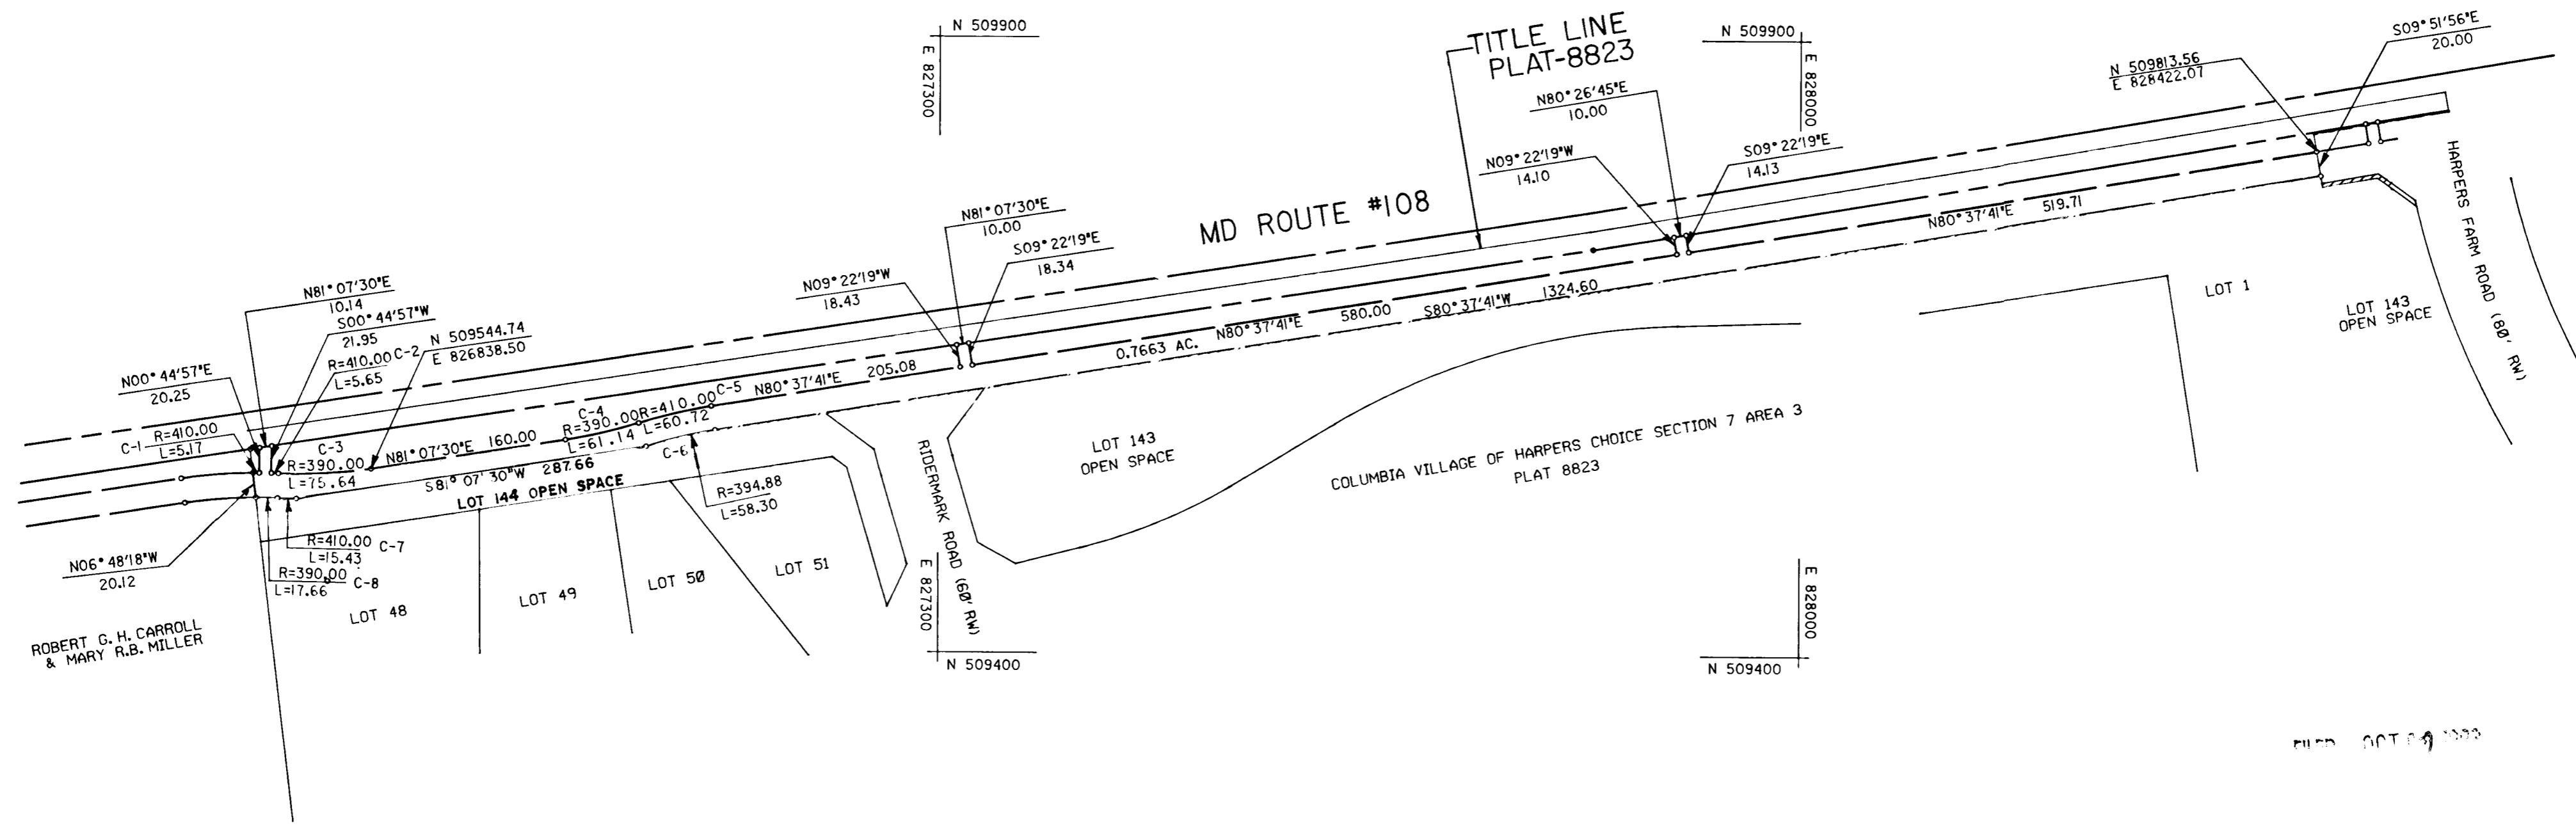 N 509900
E 827300
TITLE LINE
PLAT-8823
N 509900
E 828000
S09°51'56"E
20.00
N 509813.56
E 828422.07
N80°26'45"E
10.00
N09°22'19"W
14.10
S09°22'19"E
14.13
MD ROUTE #108
N81°07'30"E
10.00
S09°22'19"E
18.34
N09°22'19"W
18.43
N81°07'30"E
10.14
S00°44'57"W
21.95
R=410.00 C-2
L=5.65
N 509544.74
E 826838.50
N00°44'57"E
20.25
C-1
R=410.00
L=5.17
C-3
R=390.00
L=75.64
N81°07'30"E 160.00
C-4
R=390.00
L=61.14
R=410.00 C-5
L=60.72
N80°37'41"E 205.08
C-6
S81°07'30"W 287.66
LOT 144 OPEN SPACE
R=394.88
L=58.30
0.7663 AC.
N80°37'41"E 580.00
S80°37'41"W 1324.60
N80°37'41"E 519.71
HARPERS FARM ROAD (80' RW)
LOT 1
LOT 143
OPEN SPACE
LOT 143
OPEN SPACE
COLUMBIA VILLAGE OF HARPERS CHOICE SECTION 7 AREA 3
PLAT 8823
RIDERMARK ROAD (60' RW)
N06°48'18"W
20.12
R=410.00 C-7
L=15.43
R=390.00 C-8
L=17.66
LOT 48
LOT 49
LOT 50
LOT 51
ROBERT G. H. CARROLL
& MARY R.B. MILLER
E 827300
N 509400
E 828000
N 509400
OCT